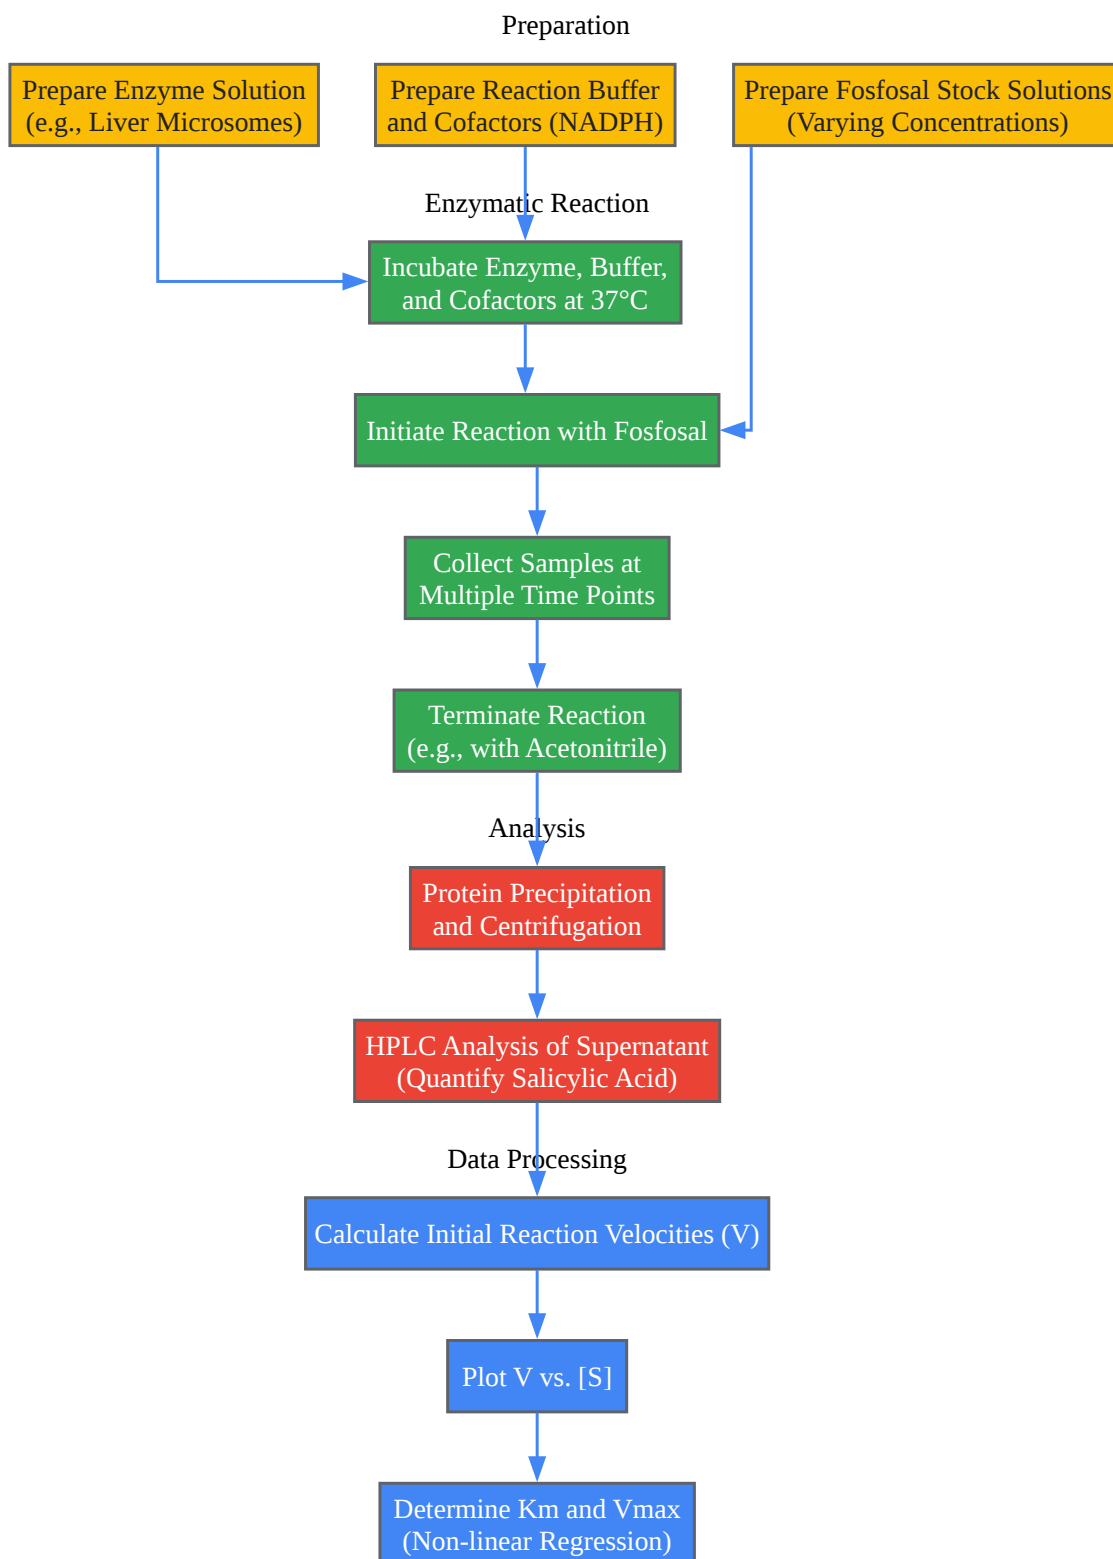 Preparation
Prepare Enzyme Solution
(e.g., Liver Microsomes)
Prepare Reaction Buffer
and Cofactors (NADPH)
Prepare Fosfosal Stock Solutions
(Varying Concentrations)
Enzymatic Reaction
Incubate Enzyme, Buffer,
and Cofactors at 37°C
Initiate Reaction with Fosfosal
Collect Samples at
Multiple Time Points
Terminate Reaction
(e.g., with Acetonitrile)
Analysis
Protein Precipitation
and Centrifugation
HPLC Analysis of Supernatant
(Quantify Salicylic Acid)
Data Processing
Calculate Initial Reaction Velocities (V)
Plot V vs. [S]
Determine Km and Vmax
(Non-linear Regression)